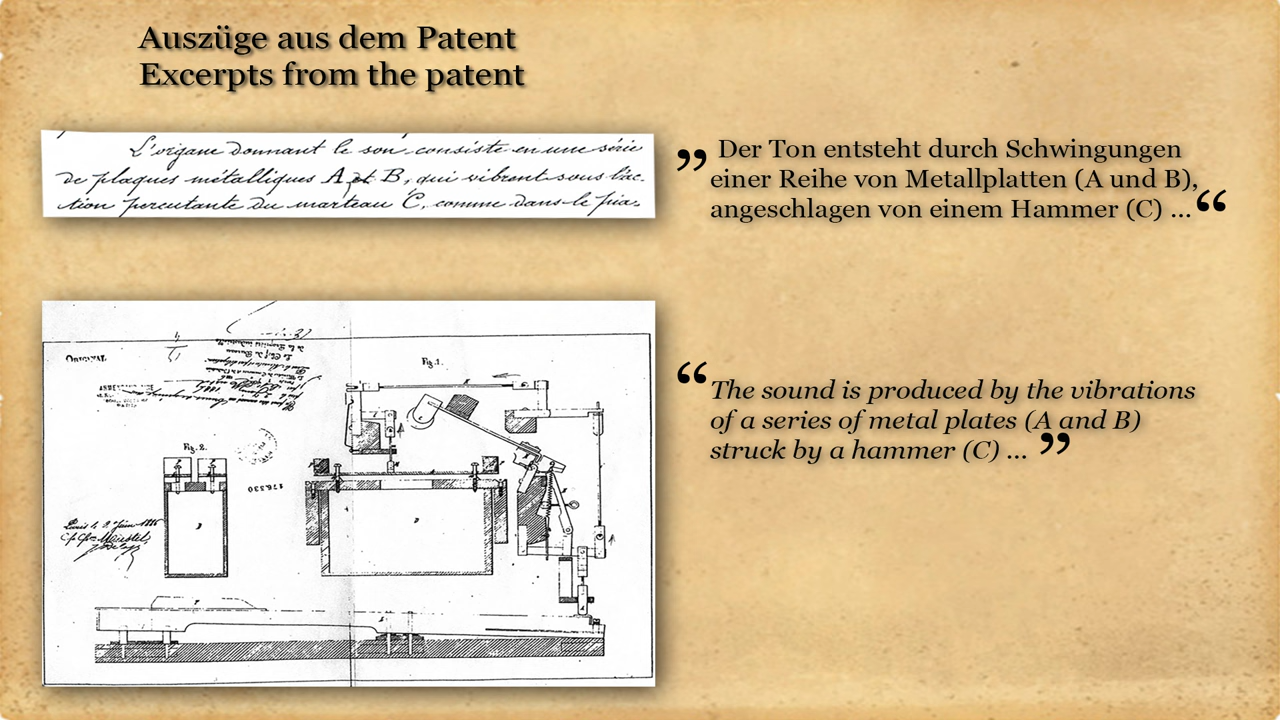 Auszüge aus dem Patent
Excerpts from the patent
L'organe donnant le son consiste en une série
de plaques métalliques A et B, qui vibrent sous l'ac-
tion percutante du marteau C, comme dans le pia-
” Der Ton entsteht durch Schwingungen
einer Reihe von Metallplatten (A und B),
angeschlagen von einem Hammer (C) ...“
“The sound is produced by the vibrations
of a series of metal plates (A and B)
struck by a hammer (C) ... ”
ORIGINAL
Fig. 1.
Fig. 2.
176.530